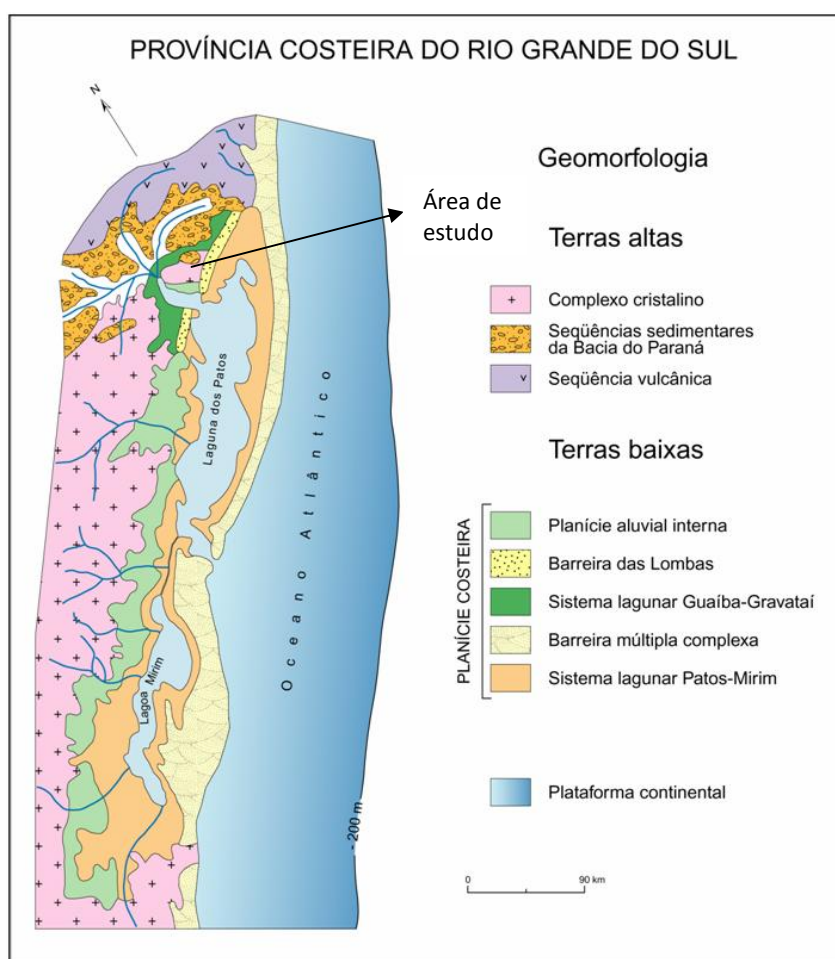 PROVÍNCIA COSTEIRA DO RIO GRANDE DO SUL
N
Geomorfologia
Área de
estudo
Terras altas
Complexo cristalino
Seqüências sedimentares
da Bacia do Paraná
Seqüência vulcânica
Laguna dos Patos
Oceano Atlântico
Terras baixas
PLANÍCIE COSTEIRA
Planície aluvial interna
Barreira das Lombas
Sistema lagunar Guaíba-Gravataí
Barreira múltipla complexa
Sistema lagunar Patos-Mirim
Lagoa Mirim
Plataforma continental
- 200 m
0 90 km